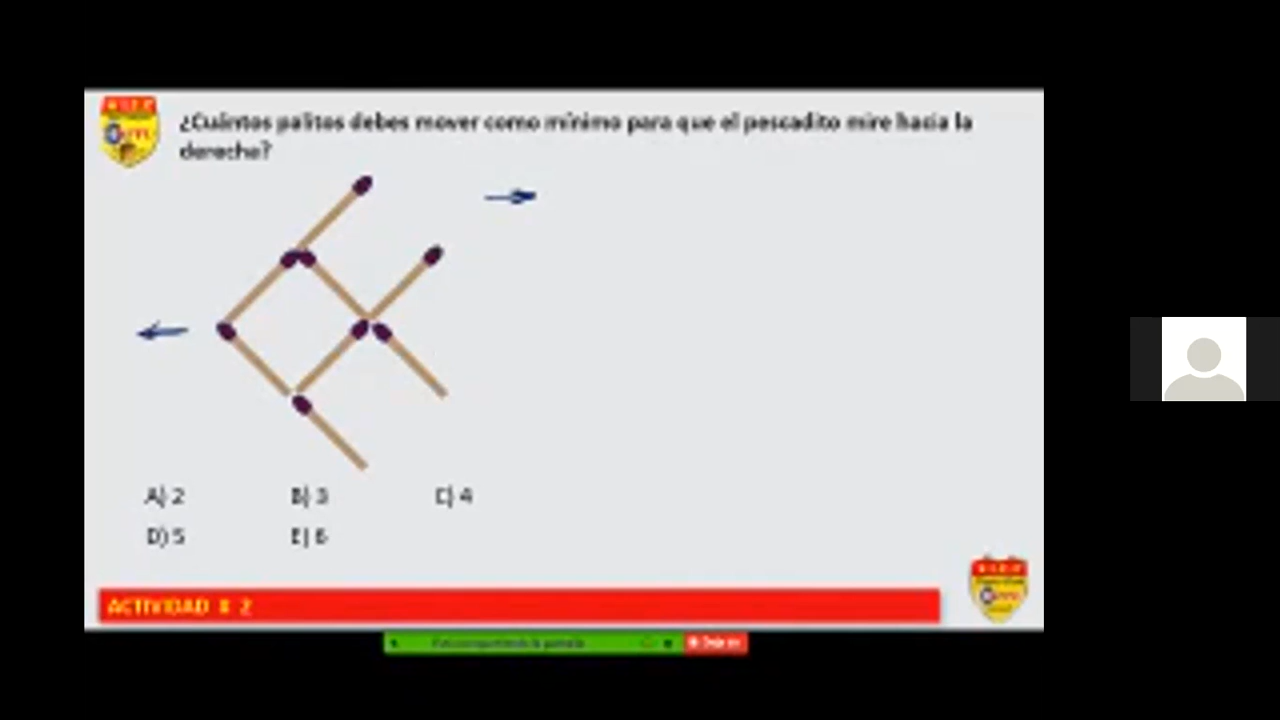 ¿Cuántos palitos debes mover como mínimo para que el pescadito mire hacia la
derecha?
A) 2 B) 3 C) 4
D) 5 E) 6
ACTIVIDAD